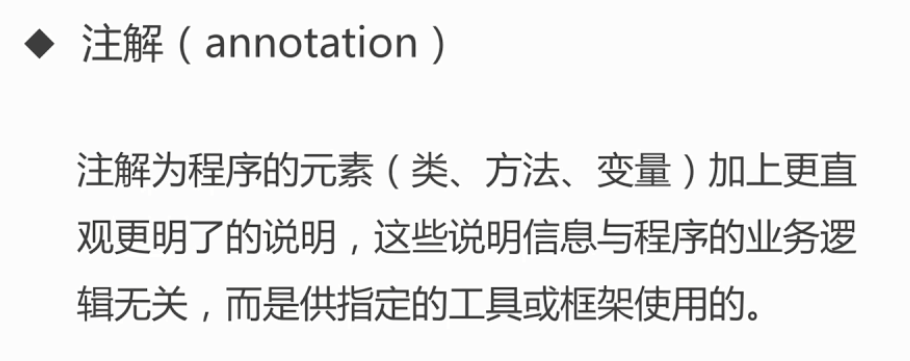 ◆ 注解（annotation）
注解为程序的元素（类、方法、变量）加上更直
观更明了的说明，这些说明信息与程序的业务逻
辑无关，而是供指定的工具或框架使用的。